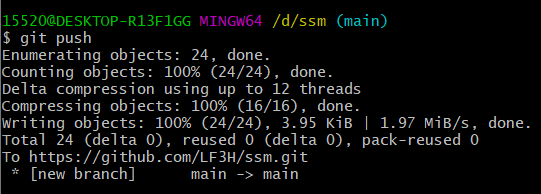 15520@DESKTOP-R13F1GG MINGW64 /d/ssm (main)
$ git push
Enumerating objects: 24, done.
Counting objects: 100% (24/24), done.
Delta compression using up to 12 threads
Compressing objects: 100% (16/16), done.
Writing objects: 100% (24/24), 3.95 KiB | 1.97 MiB/s, done.
Total 24 (delta 0), reused 0 (delta 0), pack-reused 0
To https://github.com/LF3H/ssm.git
 * [new branch]      main -> main